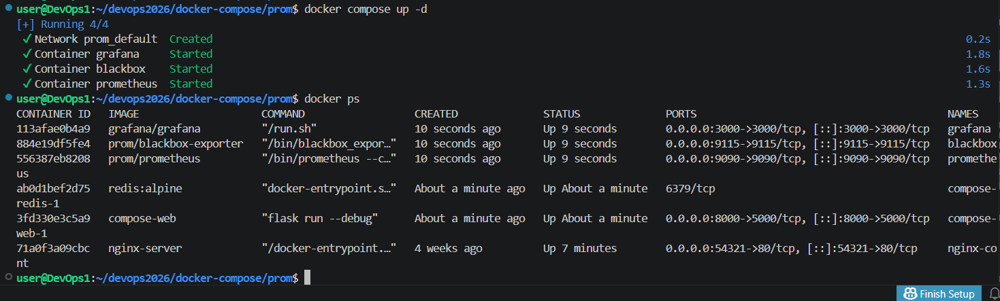 user@DevOps1:~/devops2026/docker-compose/prom$ docker compose up -d
[+] Running 4/4
✓ Network prom_default  Created 0.2s
✓ Container grafana     Started 1.8s
✓ Container blackbox    Started 1.6s
✓ Container prometheus  Started 1.3s
user@DevOps1:~/devops2026/docker-compose/prom$ docker ps
CONTAINER ID   IMAGE                    COMMAND                  CREATED              STATUS              PORTS                                           NAMES
113afae0b4a9   grafana/grafana          "/run.sh"                10 seconds ago       Up 9 seconds        0.0.0.0:3000->3000/tcp, [::]:3000->3000/tcp     grafana
884e19df5fe4   prom/blackbox-exporter   "/bin/blackbox_expor…"   10 seconds ago       Up 9 seconds        0.0.0.0:9115->9115/tcp, [::]:9115->9115/tcp     blackbox
556387eb8208   prom/prometheus          "/bin/prometheus --c…"   10 seconds ago       Up 9 seconds        0.0.0.0:9090->9090/tcp, [::]:9090->9090/tcp     promethe
us
ab0d1bef2d75   redis:alpine             "docker-entrypoint.s…"   About a minute ago   Up About a minute   6379/tcp                                        compose-
redis-1
3fd330e3c5a9   compose-web              "flask run --debug"      About a minute ago   Up About a minute   0.0.0.0:8000->5000/tcp, [::]:8000->5000/tcp     compose-
web-1
71a0f3a09cbc   nginx-server             "/docker-entrypoint.…"   4 weeks ago          Up 7 minutes        0.0.0.0:54321->80/tcp, [::]:54321->80/tcp       nginx-co
nt
user@DevOps1:~/devops2026/docker-compose/prom$
Finish Setup